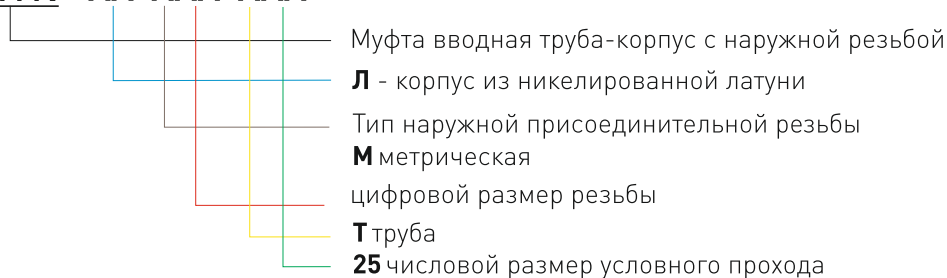 Муфта вводная труба-корпус с наружной резьбой
Л - корпус из никелированной латуни
Тип наружной присоединительной резьбы
М метрическая
цифровой размер резьбы
Т труба
25 числовой размер условного прохода